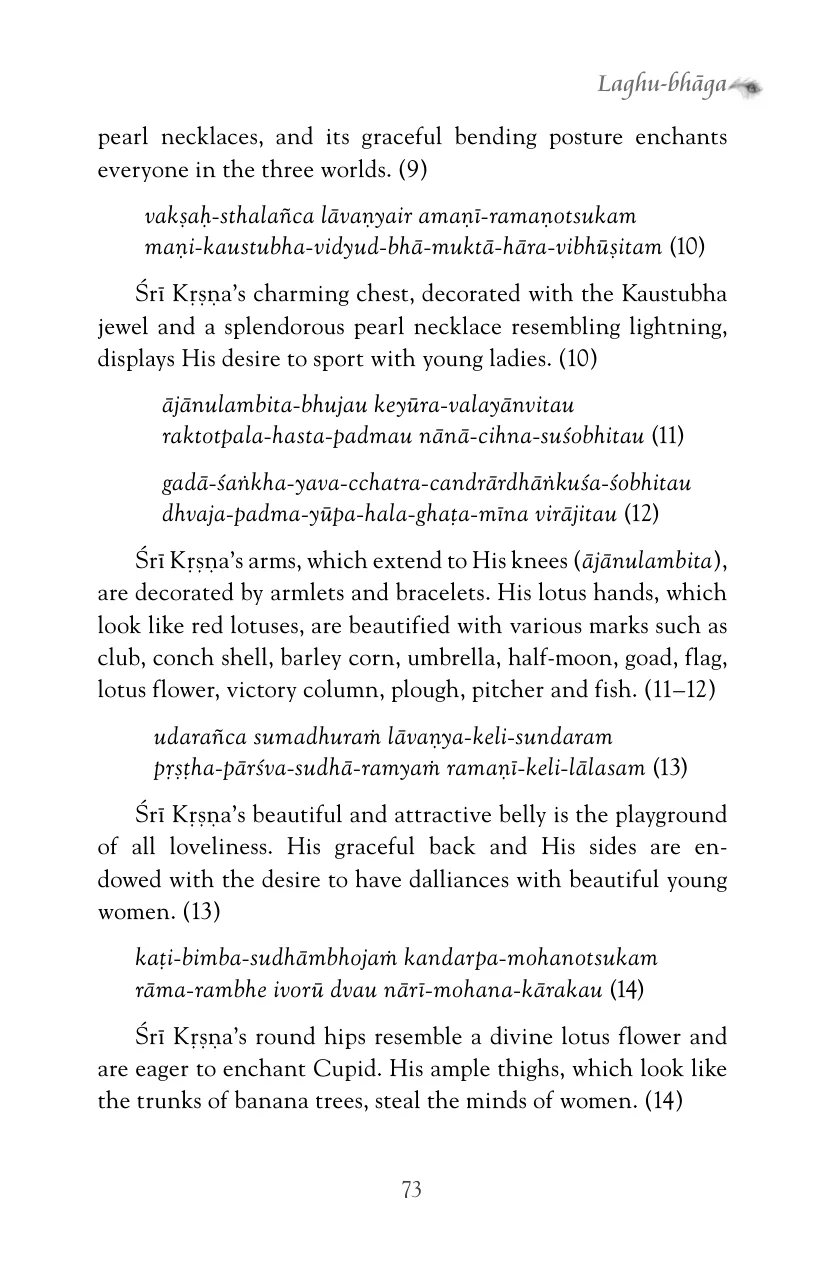 Laghu-bhāga
pearl necklaces, and its graceful bending posture enchants
everyone in the three worlds. (9)
vakṣaḥ-sthalañca lāvaṇyair amaṇī-ramaṇotsukam
maṇi-kaustubha-vidyud-bhā-muktā-hāra-vibhūṣitam (10)
Śrī Kṛṣṇa’s charming chest, decorated with the Kaustubha
jewel and a splendorous pearl necklace resembling lightning,
displays His desire to sport with young ladies. (10)
ājānulambita-bhujau keyūra-valayānvitau
raktotpala-hasta-padmau nānā-cihna-suśobhitau (11)
gadā-śaṅkha-yava-cchatra-candrārdhāṅkuśa-śobhitau
dhvaja-padma-yūpa-hala-ghaṭa-mīna virājitau (12)
Śrī Kṛṣṇa’s arms, which extend to His knees (ājānulambita),
are decorated by armlets and bracelets. His lotus hands, which
look like red lotuses, are beautified with various marks such as
club, conch shell, barley corn, umbrella, half-moon, goad, flag,
lotus flower, victory column, plough, pitcher and fish. (11–12)
udarañca sumadhuraṁ lāvaṇya-keli-sundaram
pṛṣṭha-pārśva-sudhā-ramyaṁ ramaṇī-keli-lālasam (13)
Śrī Kṛṣṇa’s beautiful and attractive belly is the playground
of all loveliness. His graceful back and His sides are en-
dowed with the desire to have dalliances with beautiful young
women. (13)
kaṭi-bimba-sudhāmbhojaṁ kandarpa-mohanotsukam
rāma-rambhe ivorū dvau nārī-mohana-kārakau (14)
Śrī Kṛṣṇa’s round hips resemble a divine lotus flower and
are eager to enchant Cupid. His ample thighs, which look like
the trunks of banana trees, steal the minds of women. (14)
73